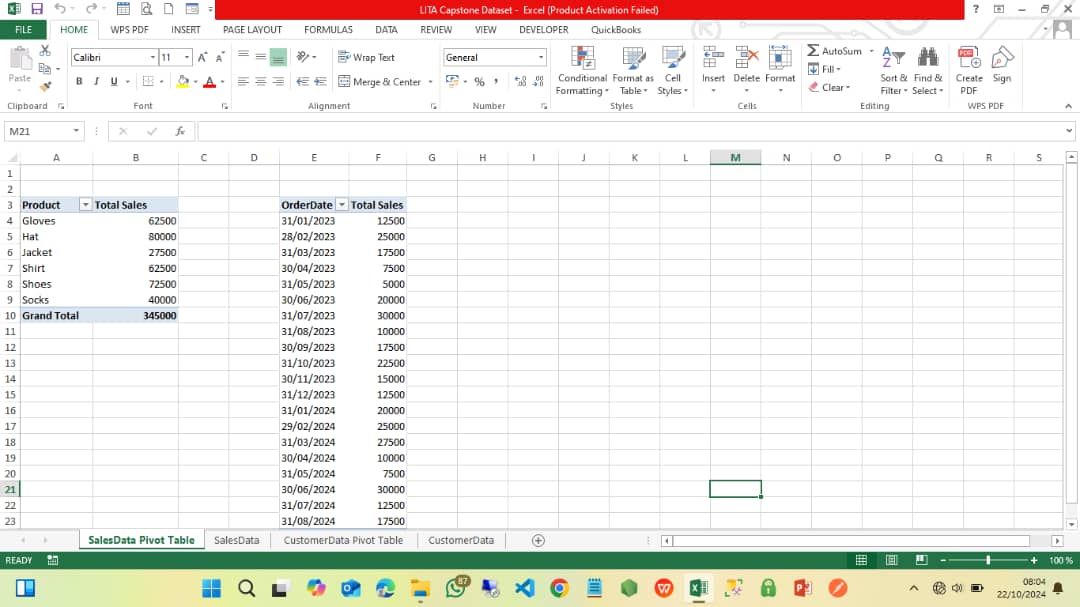 LITA Capstone Dataset - Excel (Product Activation Failed)
FILE HOME WPS PDF INSERT PAGE LAYOUT FORMULAS DATA REVIEW VIEW DEVELOPER QuickBooks
Calibri 11 Wrap Text General AutoSum
Fill
Paste B I U Merge & Center % , Conditional Formatting Format as Table Cell Styles Insert Delete Format Clear Sort & Filter Find & Select Create PDF Sign
Clipboard Font Alignment Number Styles Cells Editing WPS PDF
M21 fx
A B C D E F G H I J K L M N O P Q R S
1
2
3 Product Total Sales OrderDate Total Sales
4 Gloves 62500 31/01/2023 12500
5 Hat 80000 28/02/2023 25000
6 Jacket 27500 31/03/2023 17500
7 Shirt 62500 30/04/2023 7500
8 Shoes 72500 31/05/2023 5000
9 Socks 40000 30/06/2023 20000
10 Grand Total 345000 31/07/2023 30000
11 31/08/2023 10000
12 30/09/2023 17500
13 31/10/2023 22500
14 30/11/2023 15000
15 31/12/2023 12500
16 31/01/2024 20000
17 29/02/2024 25000
18 31/03/2024 27500
19 30/04/2024 10000
20 31/05/2024 7500
21 30/06/2024 30000
22 31/07/2024 12500
23 31/08/2024 17500
SalesData Pivot Table SalesData CustomerData Pivot Table CustomerData
READY 100 %
87 08:04
22/10/2024